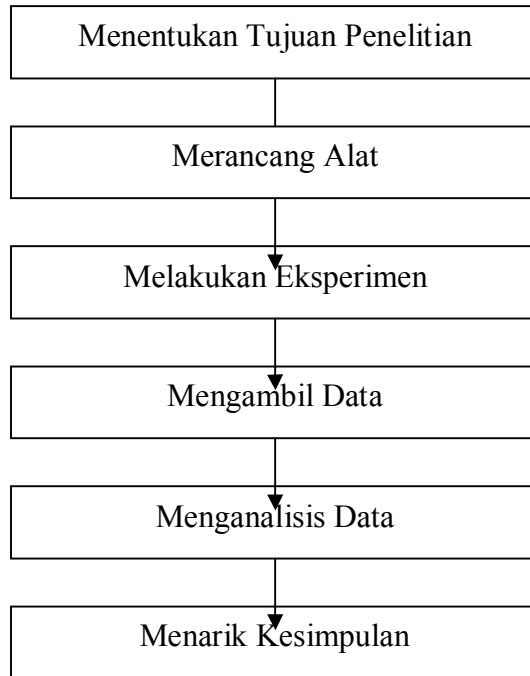 Menentukan Tujuan Penelitian
Merancang Alat
Melakukan Eksperimen
Mengambil Data
Menganalisis Data
Menarik Kesimpulan